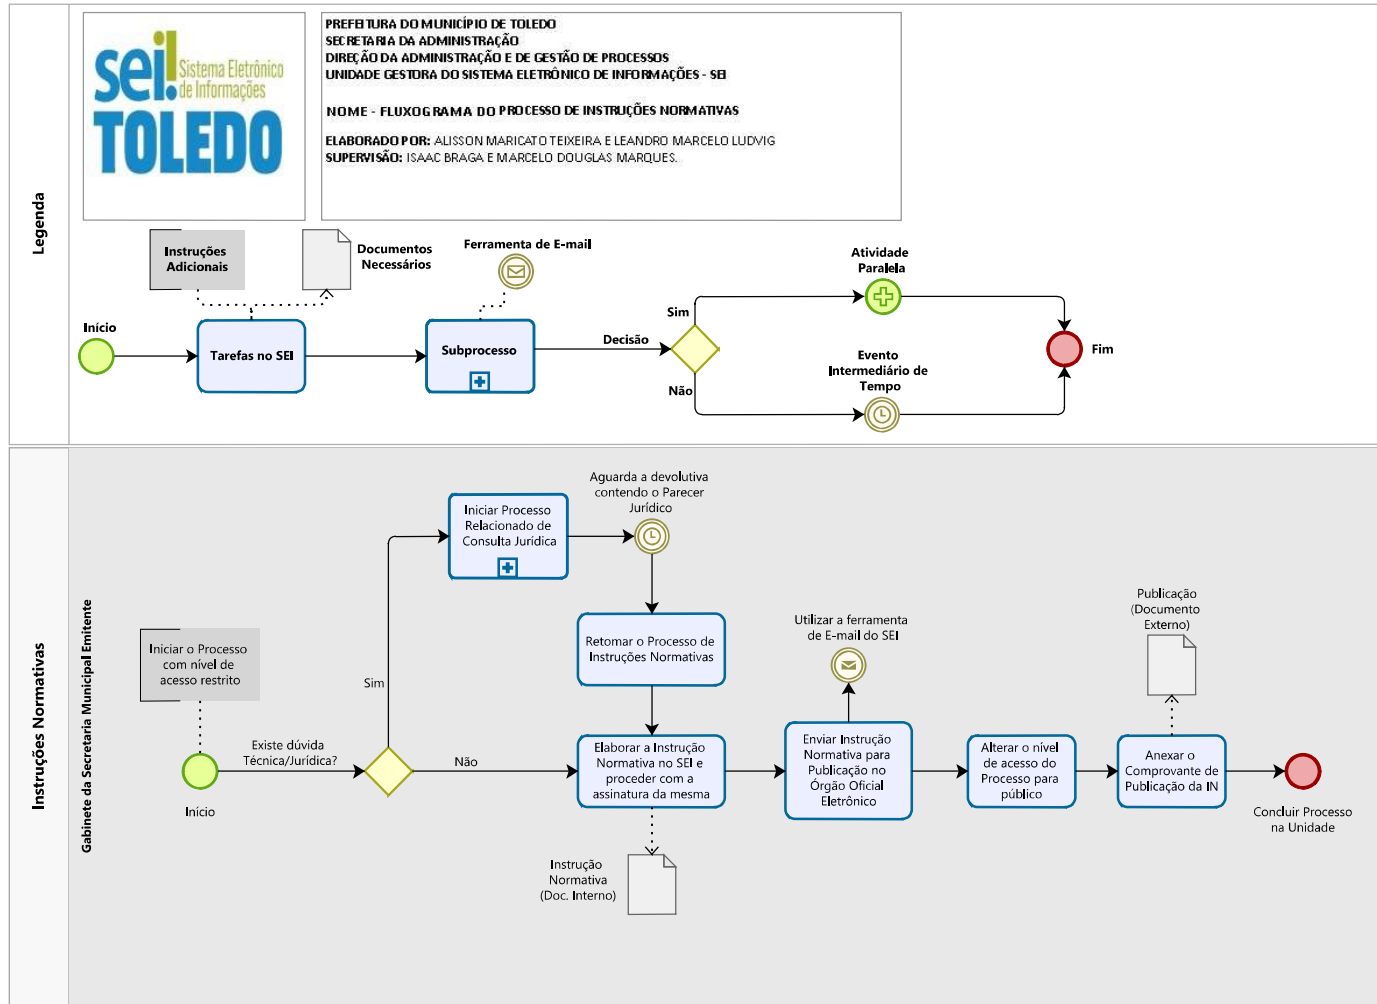 sei!
Sistema Eletrônico
de Informações
TOLEDO
PREFEITURA DO MUNICÍPIO DE TOLEDO
SECRETARIA DA ADMINISTRAÇÃO
DIREÇÃO DA ADMINISTRAÇÃO E DE GESTÃO DE PROCESSOS
UNIDADE GESTORA DO SISTEMA ELETRÔNICO DE INFORMAÇÕES - SEI
NOME - FLUXOGRAMA DO PROCESSO DE INSTRUÇÕES NORMATIVAS
ELABORADO POR: ALISSON MARICATO TEIXEIRA E LEANDRO MARCELO LUDVIG
SUPERVISÃO: ISAAC BRAGA E MARCELO DOUGLAS MARQUES.
Legenda
Instruções
Adicionais
Documentos
Necessários
Ferramenta de E-mail
Atividade
Paralela
Início
Tarefas no SEI
Subprocesso
Decisão
Sim
Não
Evento
Intermediário de
Tempo
Fim
Instruções Normativas
Gabinete da Secretaria Municipal Emitente
Iniciar o Processo
com nível de
acesso restrito
Início
Existe dúvida
Técnica/Jurídica?
Sim
Não
Iniciar Processo
Relacionado de
Consulta Jurídica
Aguarda a devolutiva
contendo o Parecer
Jurídico
Retomar o Processo de
Instruções Normativas
Elaborar a Instrução
Normativa no SEI e
proceder com a
assinatura da mesma
Instrução
Normativa
(Doc. Interno)
Utilizar a ferramenta
de E-mail do SEI
Enviar Instrução
Normativa para
Publicação no
Órgão Oficial
Eletrônico
Alterar o nível
de acesso do
Processo para
público
Publicação
(Documento
Externo)
Anexar o
Comprovante de
Publicação da IN
Concluir Processo
na Unidade